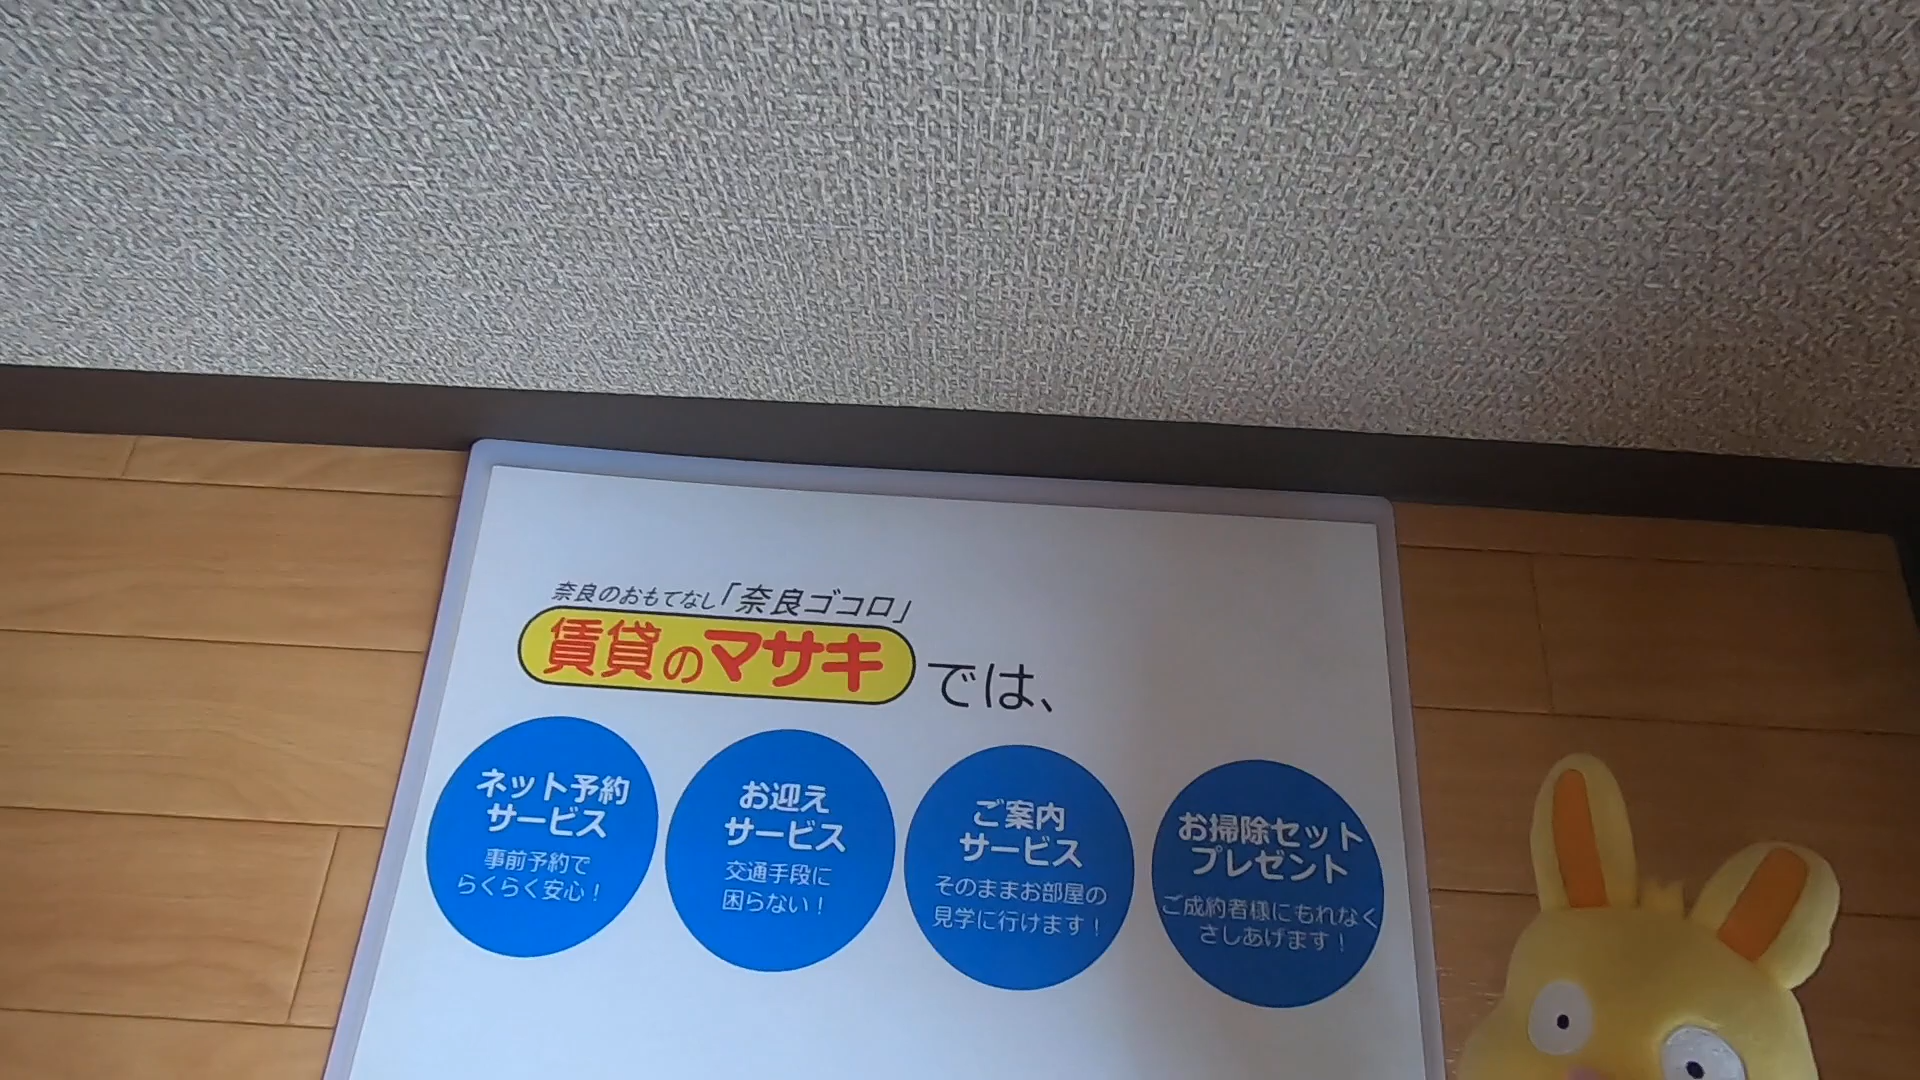 奈良のおもてなし「奈良ゴコロ」
賃貸のマサキ では、
ネット予約
サービス
事前予約で
らくらく安心！
お迎え
サービス
交通手段に
困らない！
ご案内
サービス
そのままお部屋の
見学に行けます！
お掃除セット
プレゼント
ご成約者様にもれなく
さしあげます！